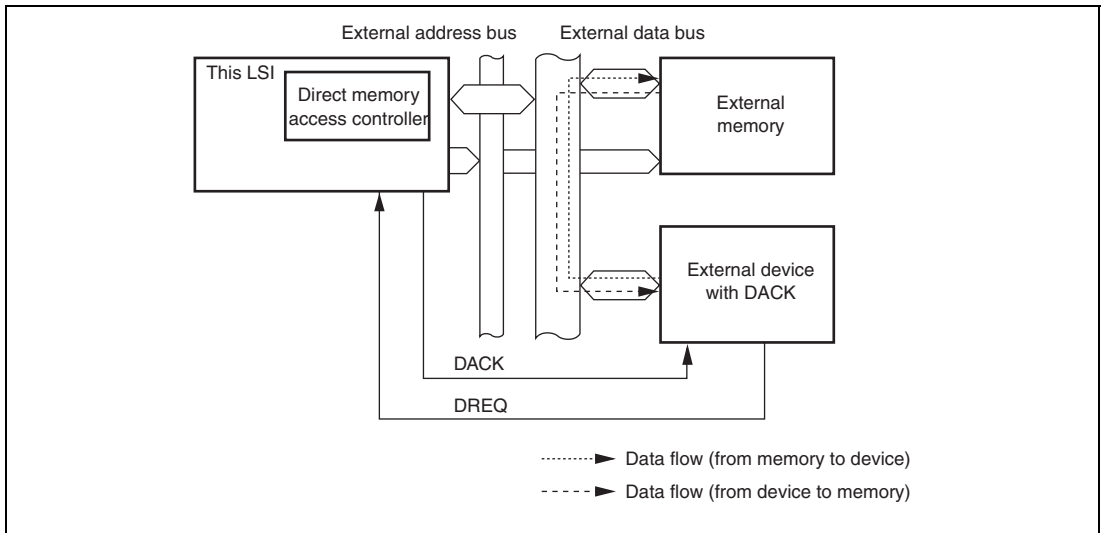 External address bus
External data bus
This LSI
Direct memory
access controller
External
memory
External device
with DACK
DACK
DREQ
Data flow (from memory to device)
Data flow (from device to memory)